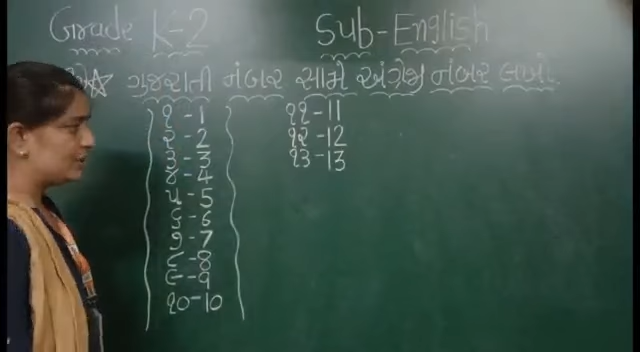 Grade K-2 Sub-English
★ ગુજરાતી નંબર સામે અંગ્રેજી નંબર લખો.
૧ - 1
૨ - 2
૩ - 3
૪ - 4
૫ - 5
૬ - 6
૭ - 7
૮ - 8
૯ - 9
૧૦ - 10
૧૧ - 11
૧૨ - 12
૧૩ - 13